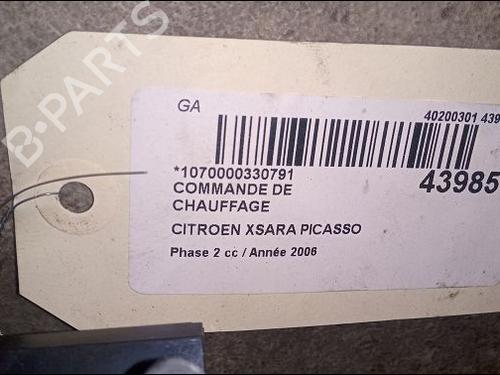 B-PARTS
GA
40200301 439
*1070000330791
43985
COMMANDE DE
CHAUFFAGE
CITROEN XSARA PICASSO
Phase 2 cc / Année 2006